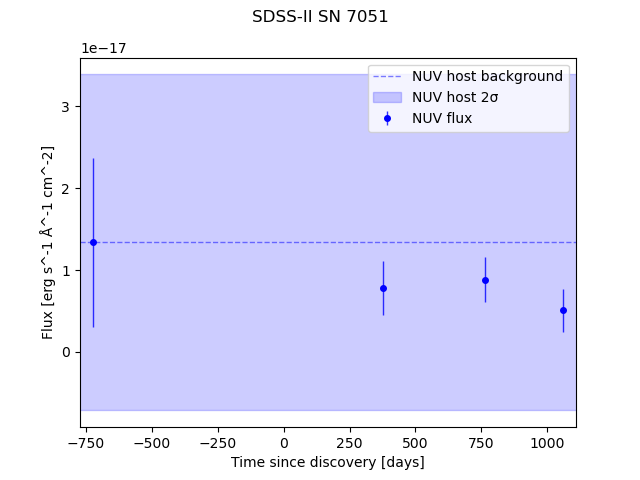 SDSS-II SN 7051
1e−17
NUV host background
NUV host 2σ
NUV flux
3
2
1
0
Flux [erg s^-1 Å^-1 cm^-2]
−750 −500 −250 0 250 500 750 1000
Time since discovery [days]